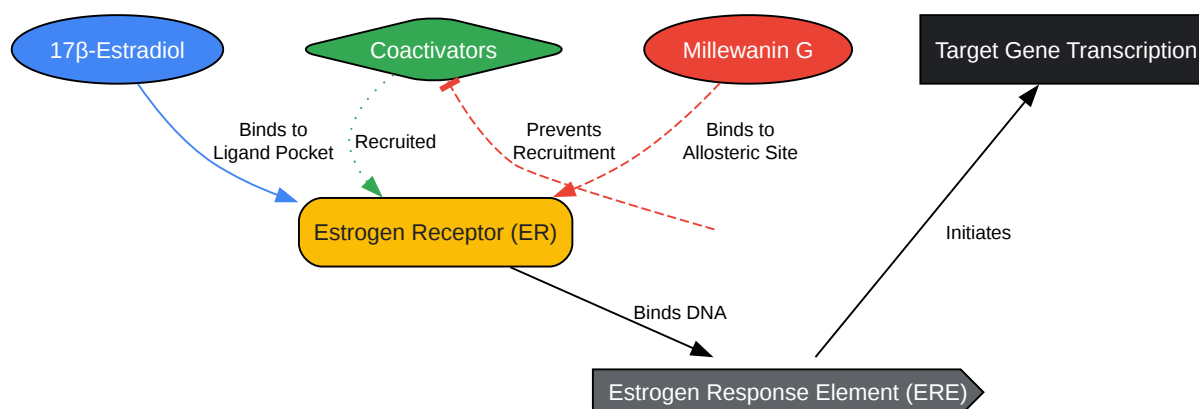 17β-Estradiol
Coactivators
Millewanin G
Target Gene Transcription
Binds to
Ligand Pocket
Recruited
Prevents
Recruitment
Binds to
Allosteric Site
Estrogen Receptor (ER)
Initiates
Binds DNA
Estrogen Response Element (ERE)